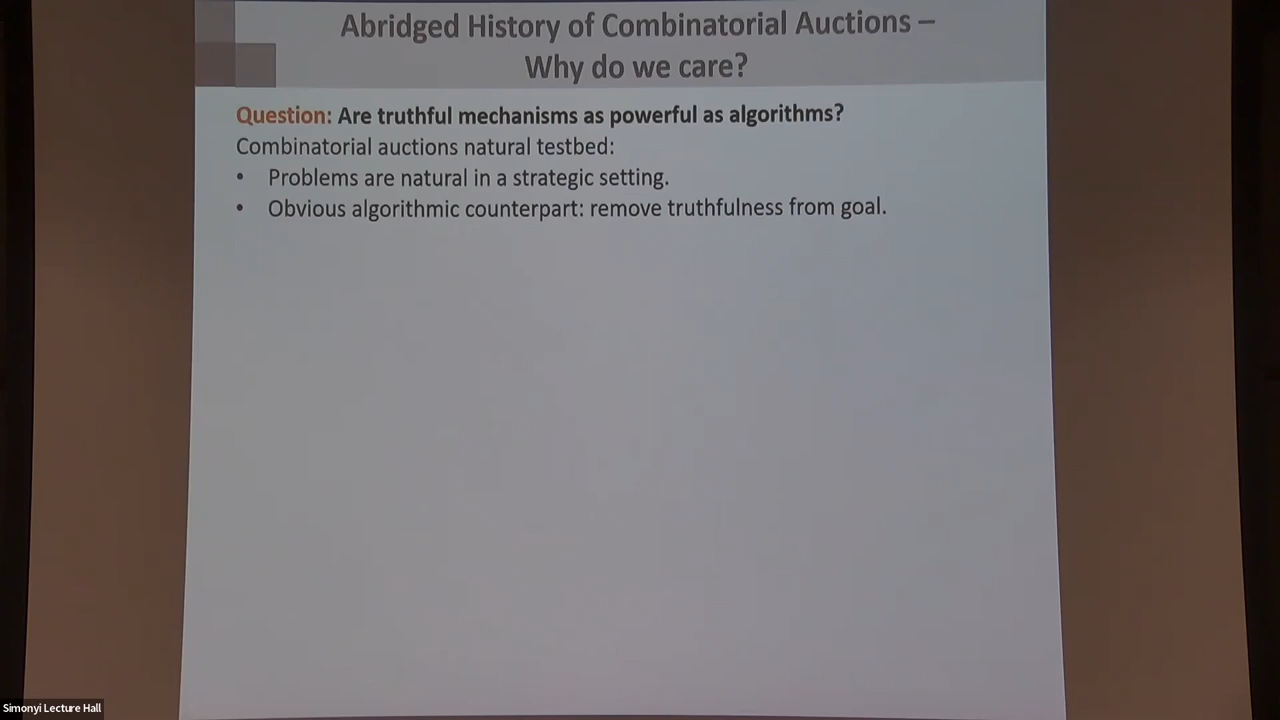 Abridged History of Combinatorial Auctions –
Why do we care?
Question: Are truthful mechanisms as powerful as algorithms?
Combinatorial auctions natural testbed:
• Problems are natural in a strategic setting.
• Obvious algorithmic counterpart: remove truthfulness from goal.
Simonyi Lecture Hall